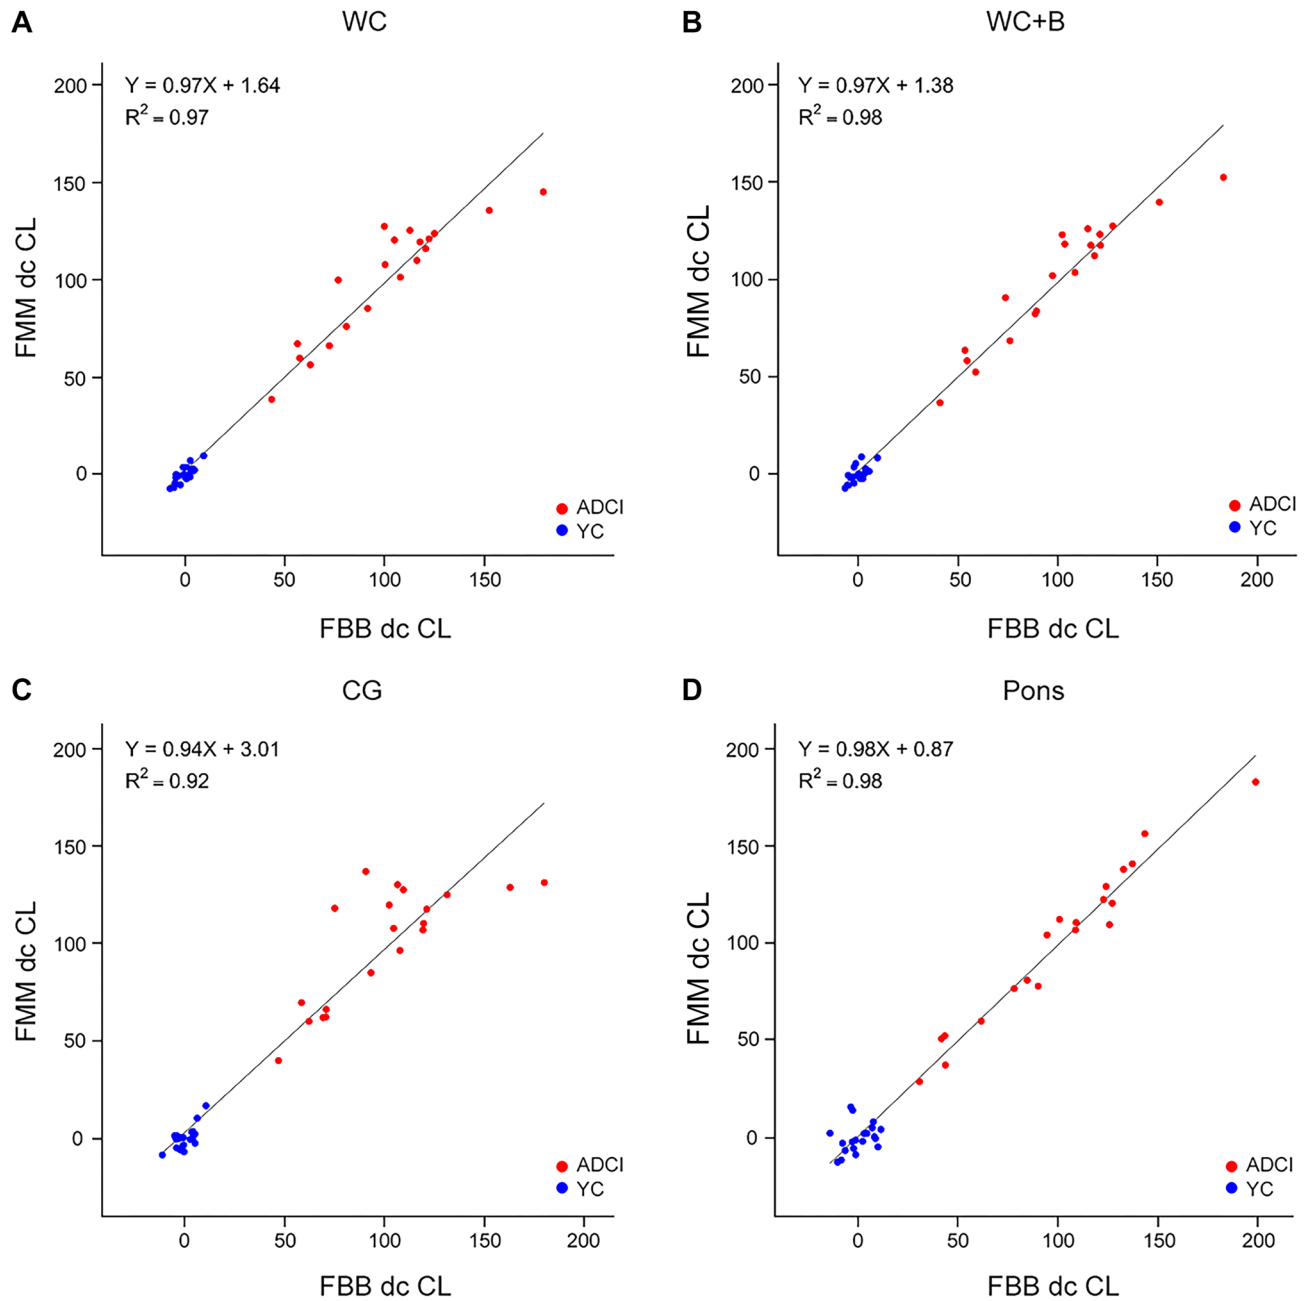 A
WC
Y = 0.97X + 1.64
R² = 0.97
200
150
100
50
0
FMM dc CL
ADCI
YC
0 50 100 150
FBB dc CL
B
WC+B
Y = 0.97X + 1.38
R² = 0.98
200
150
100
50
0
FMM dc CL
ADCI
YC
0 50 100 150 200
FBB dc CL
C
CG
Y = 0.94X + 3.01
R² = 0.92
200
150
100
50
0
FMM dc CL
ADCI
YC
0 50 100 150 200
FBB dc CL
D
Pons
Y = 0.98X + 0.87
R² = 0.98
200
150
100
50
0
FMM dc CL
ADCI
YC
0 50 100 150 200
FBB dc CL